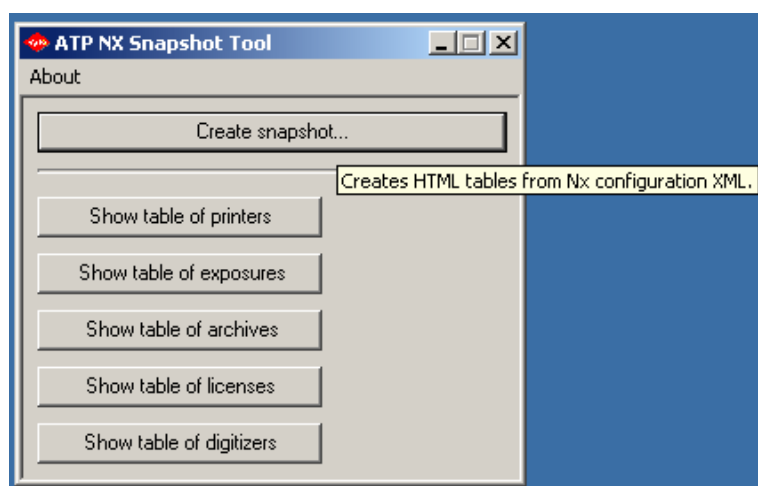 ATP NX Snapshot Tool
About
Create snapshot...
Creates HTML tables from Nx configuration XML.
Show table of printers
Show table of exposures
Show table of archives
Show table of licenses
Show table of digitizers